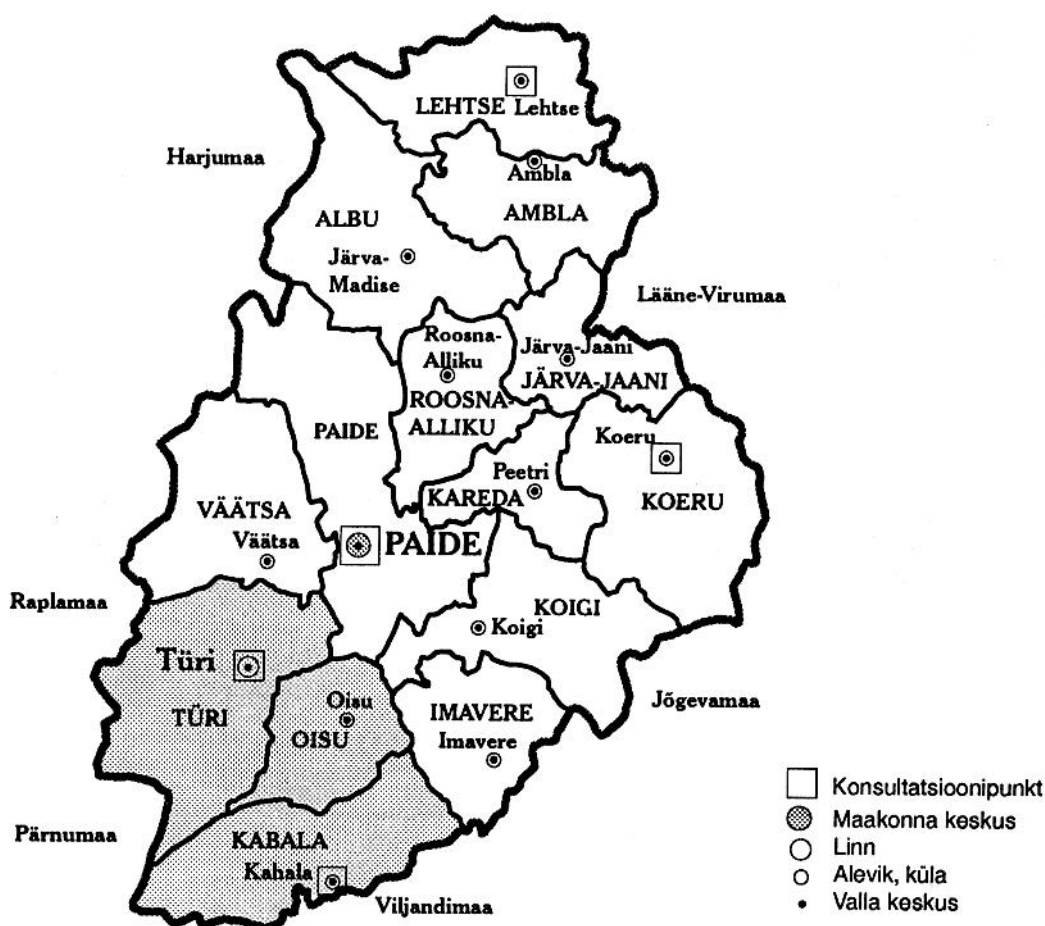 LEHTSE Lehtse
Harjumaa
Ambla
AMBLA
ALBU
Järva-
Madise
Lääne-Virumaa
Roosna-
Alliku
ROOSNA-
ALLIKU
Järva-Jaani
JÄRVA-JAANI
PAIDE
Koeru
KOERU
Peetri
KAREDA
VÄÄTSA
Väätsa
PAIDE
Raplamaa
KOIGI
Koigi
Türi
TÜRI
Oisu
OISU
IMAVERE
Imavere
Jõgevamaa
Pärnumaa
KABALA
Kahala
Viljandimaa
Konsultatsioonipunkt
Maakonna keskus
Linn
Alevik, küla
Valla keskus